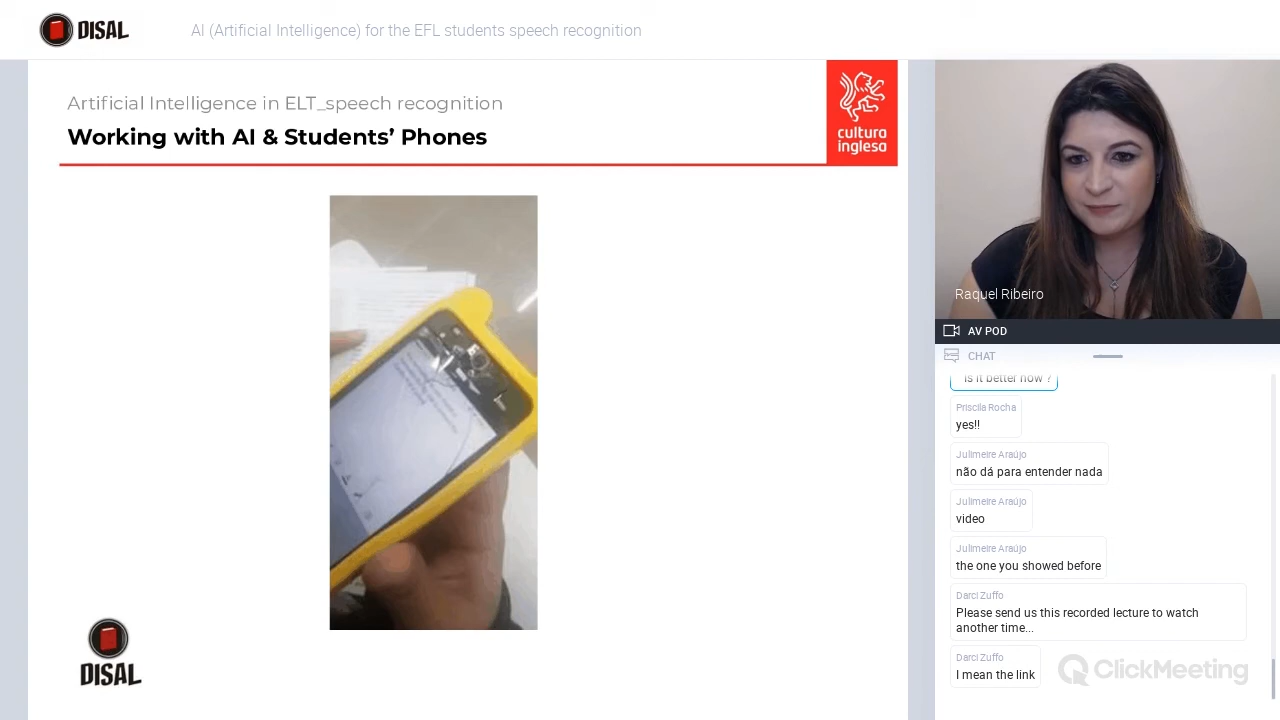 DISAL
AI (Artificial Intelligence) for the EFL students speech recognition
Artificial Intelligence in ELT_speech recognition
Working with AI & Students' Phones
cultura
inglesa
DISAL
Raquel Ribeiro
AV POD
CHAT
Is it better now ?
Priscila Rocha
yes!!
Julimeire Araújo
não dá para entender nada
Julimeire Araújo
video
Julimeire Araújo
the one you showed before
Darci Zuffo
Please send us this recorded lecture to watch
another time...
Darci Zuffo
I mean the link
ClickMeeting